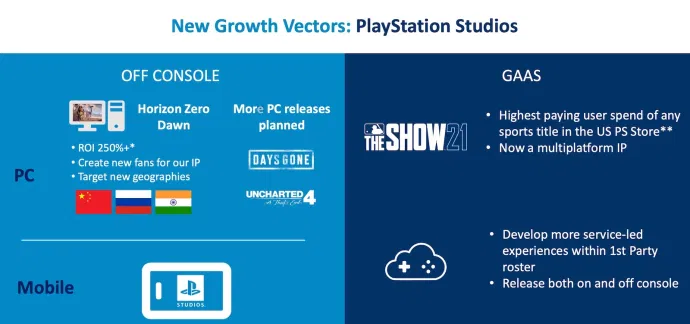 New Growth Vectors: PlayStation Studios
OFF CONSOLE
PC
Horizon Zero
Dawn
• ROI 250%+*
• Create new fans for our IP
• Target new geographies
More PC releases
planned
DAYS GONE
UNCHARTED 4
A Thief's End
Mobile
STUDIOS
GAAS
MLB
THE SHOW 21
• Highest paying user spend of any
sports title in the US PS Store**
• Now a multiplatform IP
• Develop more service-led
experiences within 1st Party
roster
• Release both on and off console